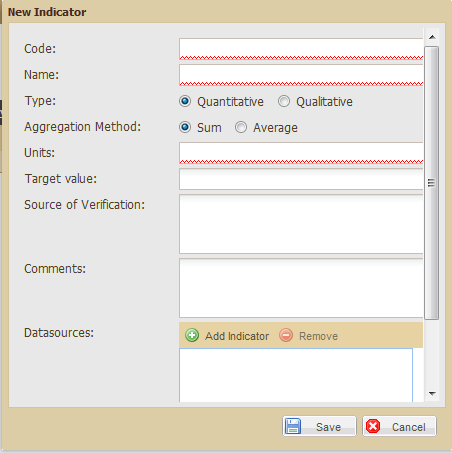 New Indicator
Code:
Name:
Type: Quantitative Qualitative
Aggregation Method: Sum Average
Units:
Target value:
Source of Verification:
Comments:
Datasources: Add Indicator Remove
Save Cancel